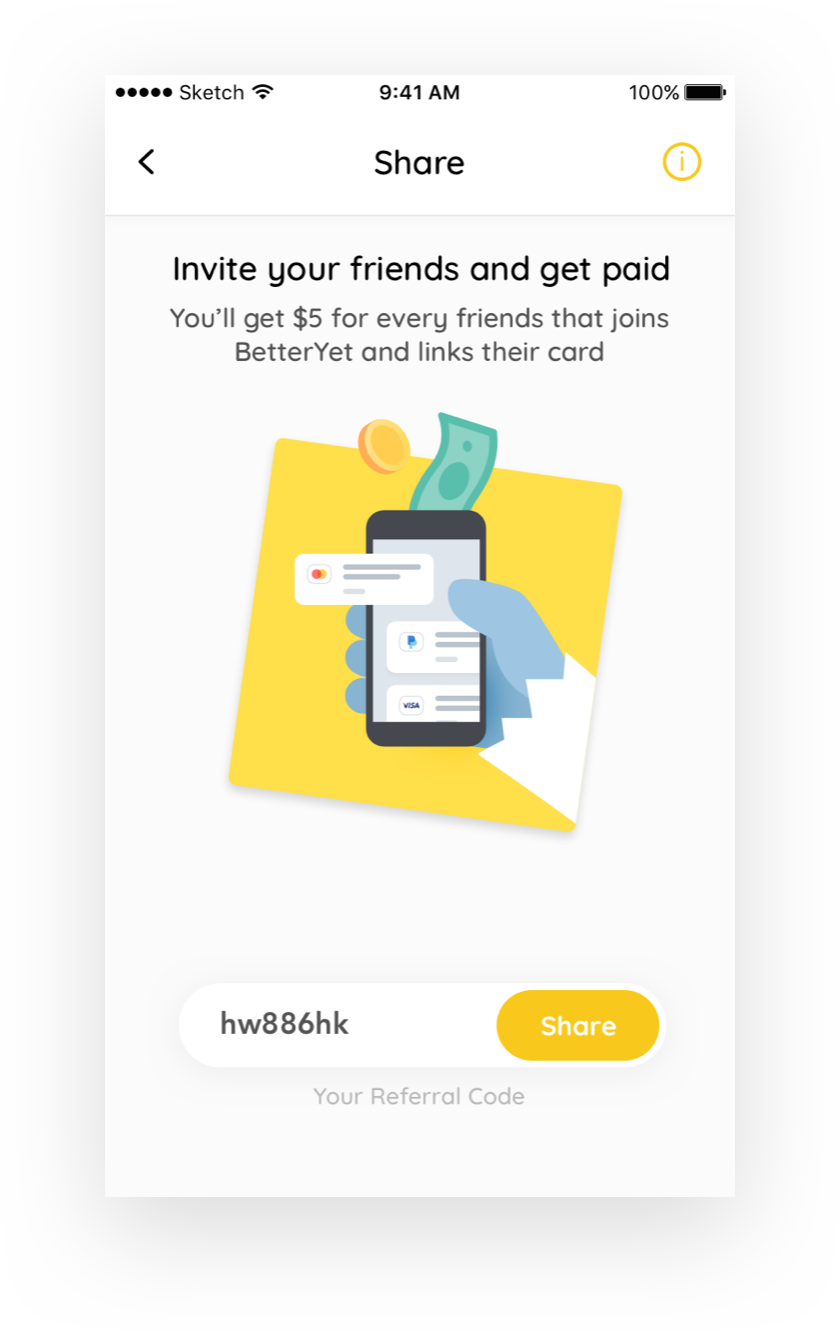 ●●●●● Sketch 9:41 AM 100%
Share
Invite your friends and get paid
You’ll get $5 for every friends that joins
BetterYet and links their card
VISA
hw886hk Share
Your Referral Code